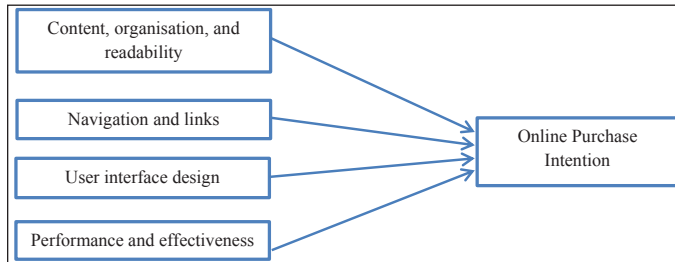 Content, organisation, and
readability
Navigation and links
User interface design
Performance and effectiveness
Online Purchase
Intention